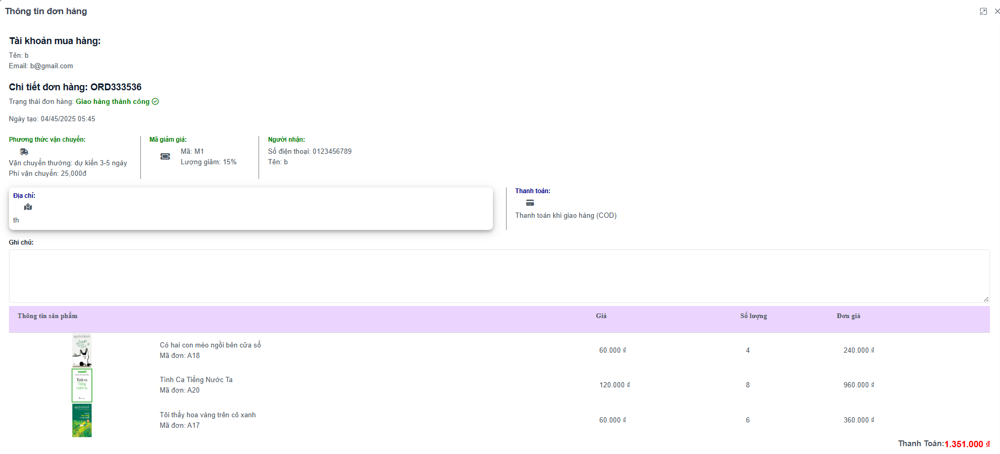 Thông tin đơn hàng
Tài khoản mua hàng:
Tên: b
Email: b@gmail.com
Chi tiết đơn hàng: ORD333536
Trạng thái đơn hàng: Giao hàng thành công
Ngày tạo: 04/45/2025 05:45
Phương thức vận chuyển:
Vận chuyển thường: dự kiến 3-5 ngày
Phí vận chuyển: 25,000đ
Mã giảm giá:
Mã: M1
Lượng giảm: 15%
Người nhận:
Số điện thoại: 0123456789
Tên: b
Địa chỉ:
th
Thanh toán:
Thanh toán khi giao hàng (COD)
Ghi chú:
Thông tin sản phẩm Giá Số lượng Đơn giá
Có hai con mèo ngồi bên cửa sổ
Mã đơn: A18
60.000 ₫ 4 240.000 ₫
Tình ca
Tiếng
nước ta
Tình Ca Tiếng Nước Ta
Mã đơn: A20
120.000 ₫ 8 960.000 ₫
Tôi thấy hoa vàng trên cỏ xanh
Mã đơn: A17
60.000 ₫ 6 360.000 ₫
Thanh Toán:1.351.000 ₫